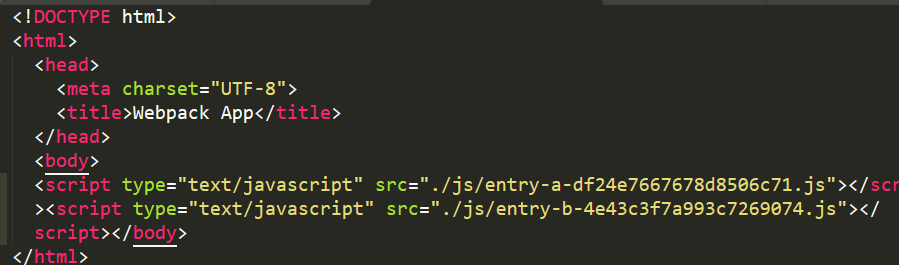 <!DOCTYPE html>
<html>
<head>
<meta charset="UTF-8">
<title>Webpack App</title>
</head>
<body>
<script type="text/javascript" src="./js/entry-a-df24e7667678d8506c71.js"></scr
><script type="text/javascript" src="./js/entry-b-4e43c3f7a993c7269074.js"></
script></body>
</html>